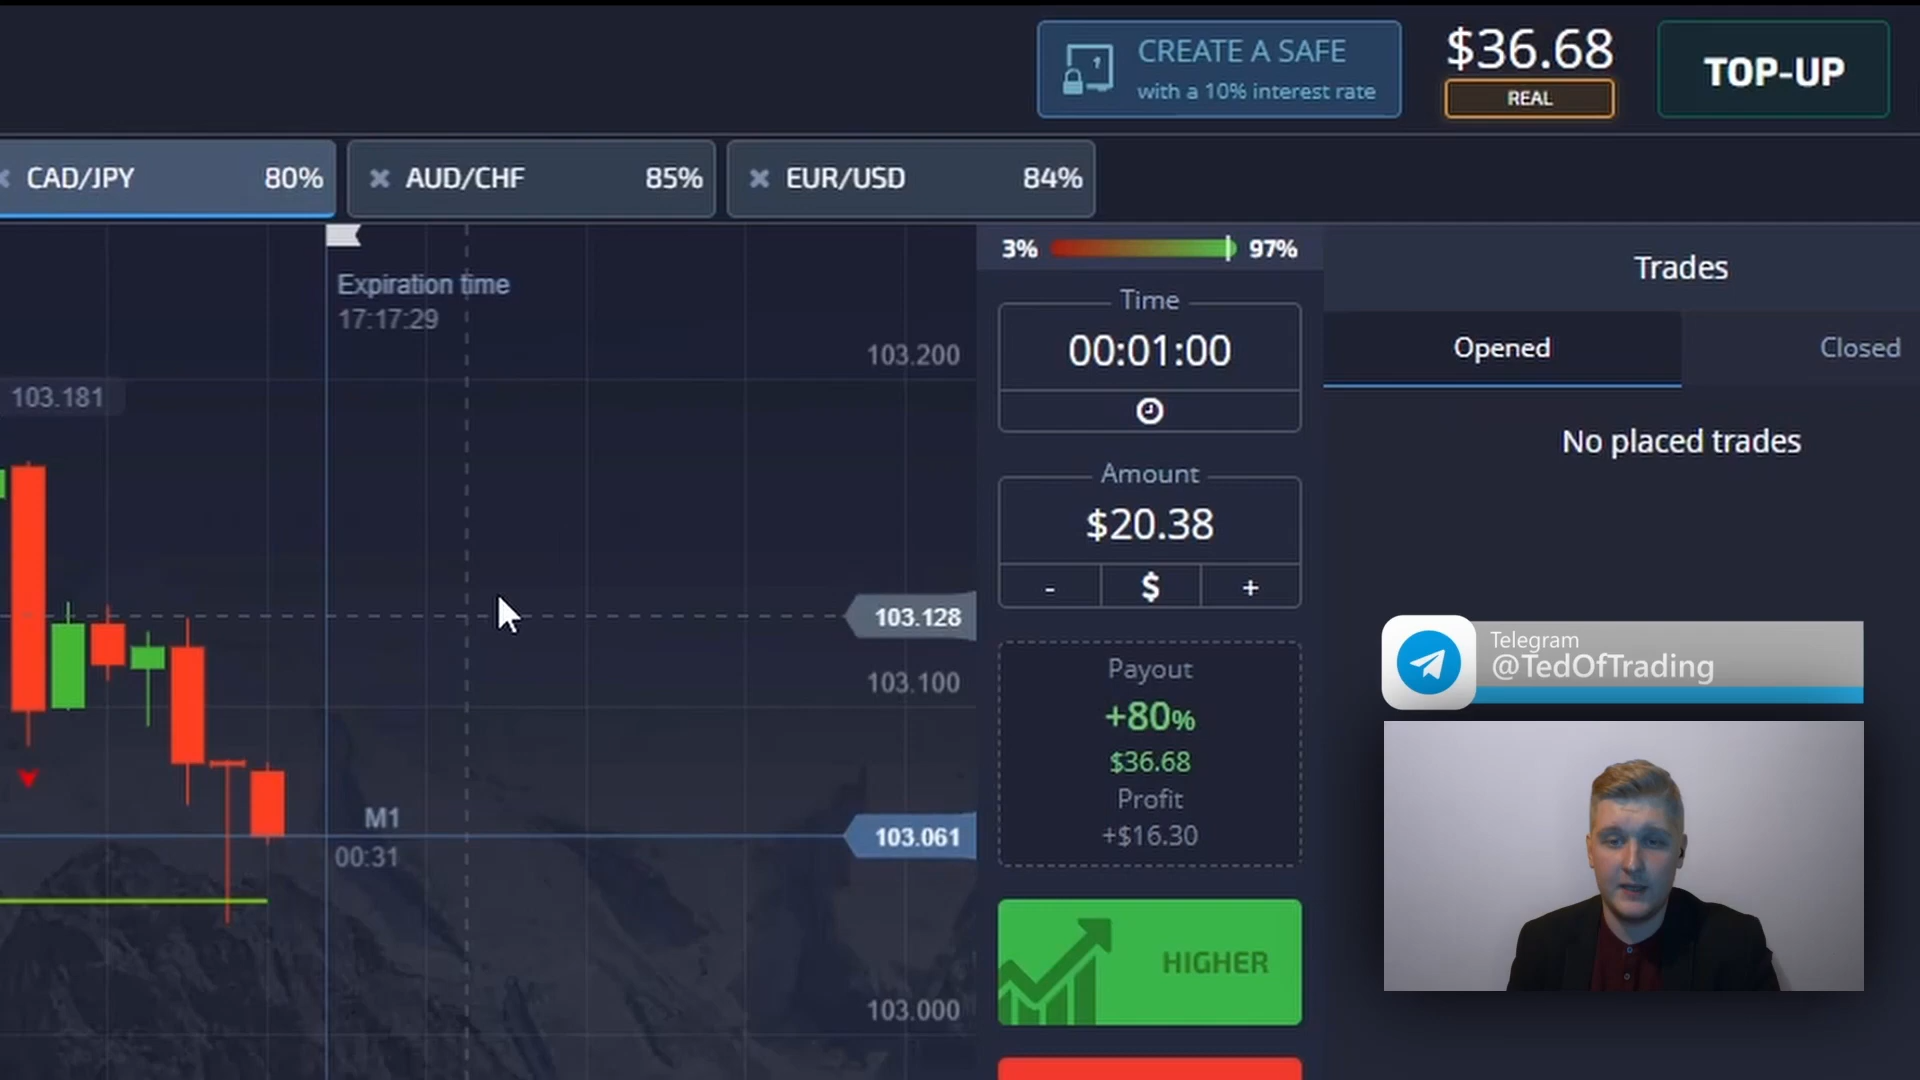 CREATE A SAFE
with a 10% interest rate
$36.68
REAL
TOP-UP
CAD/JPY 80%
AUD/CHF 85%
EUR/USD 84%
3% 97%
Expiration time
17:17:29
103.200
103.181
Time
00:01:00
Amount
$20.38
- $ +
103.128
103.100
Payout
+80%
$36.68
Profit
+$16.30
M1
00:31
103.061
103.000
HIGHER
Trades
Opened Closed
No placed trades
Telegram
@TedOfTrading